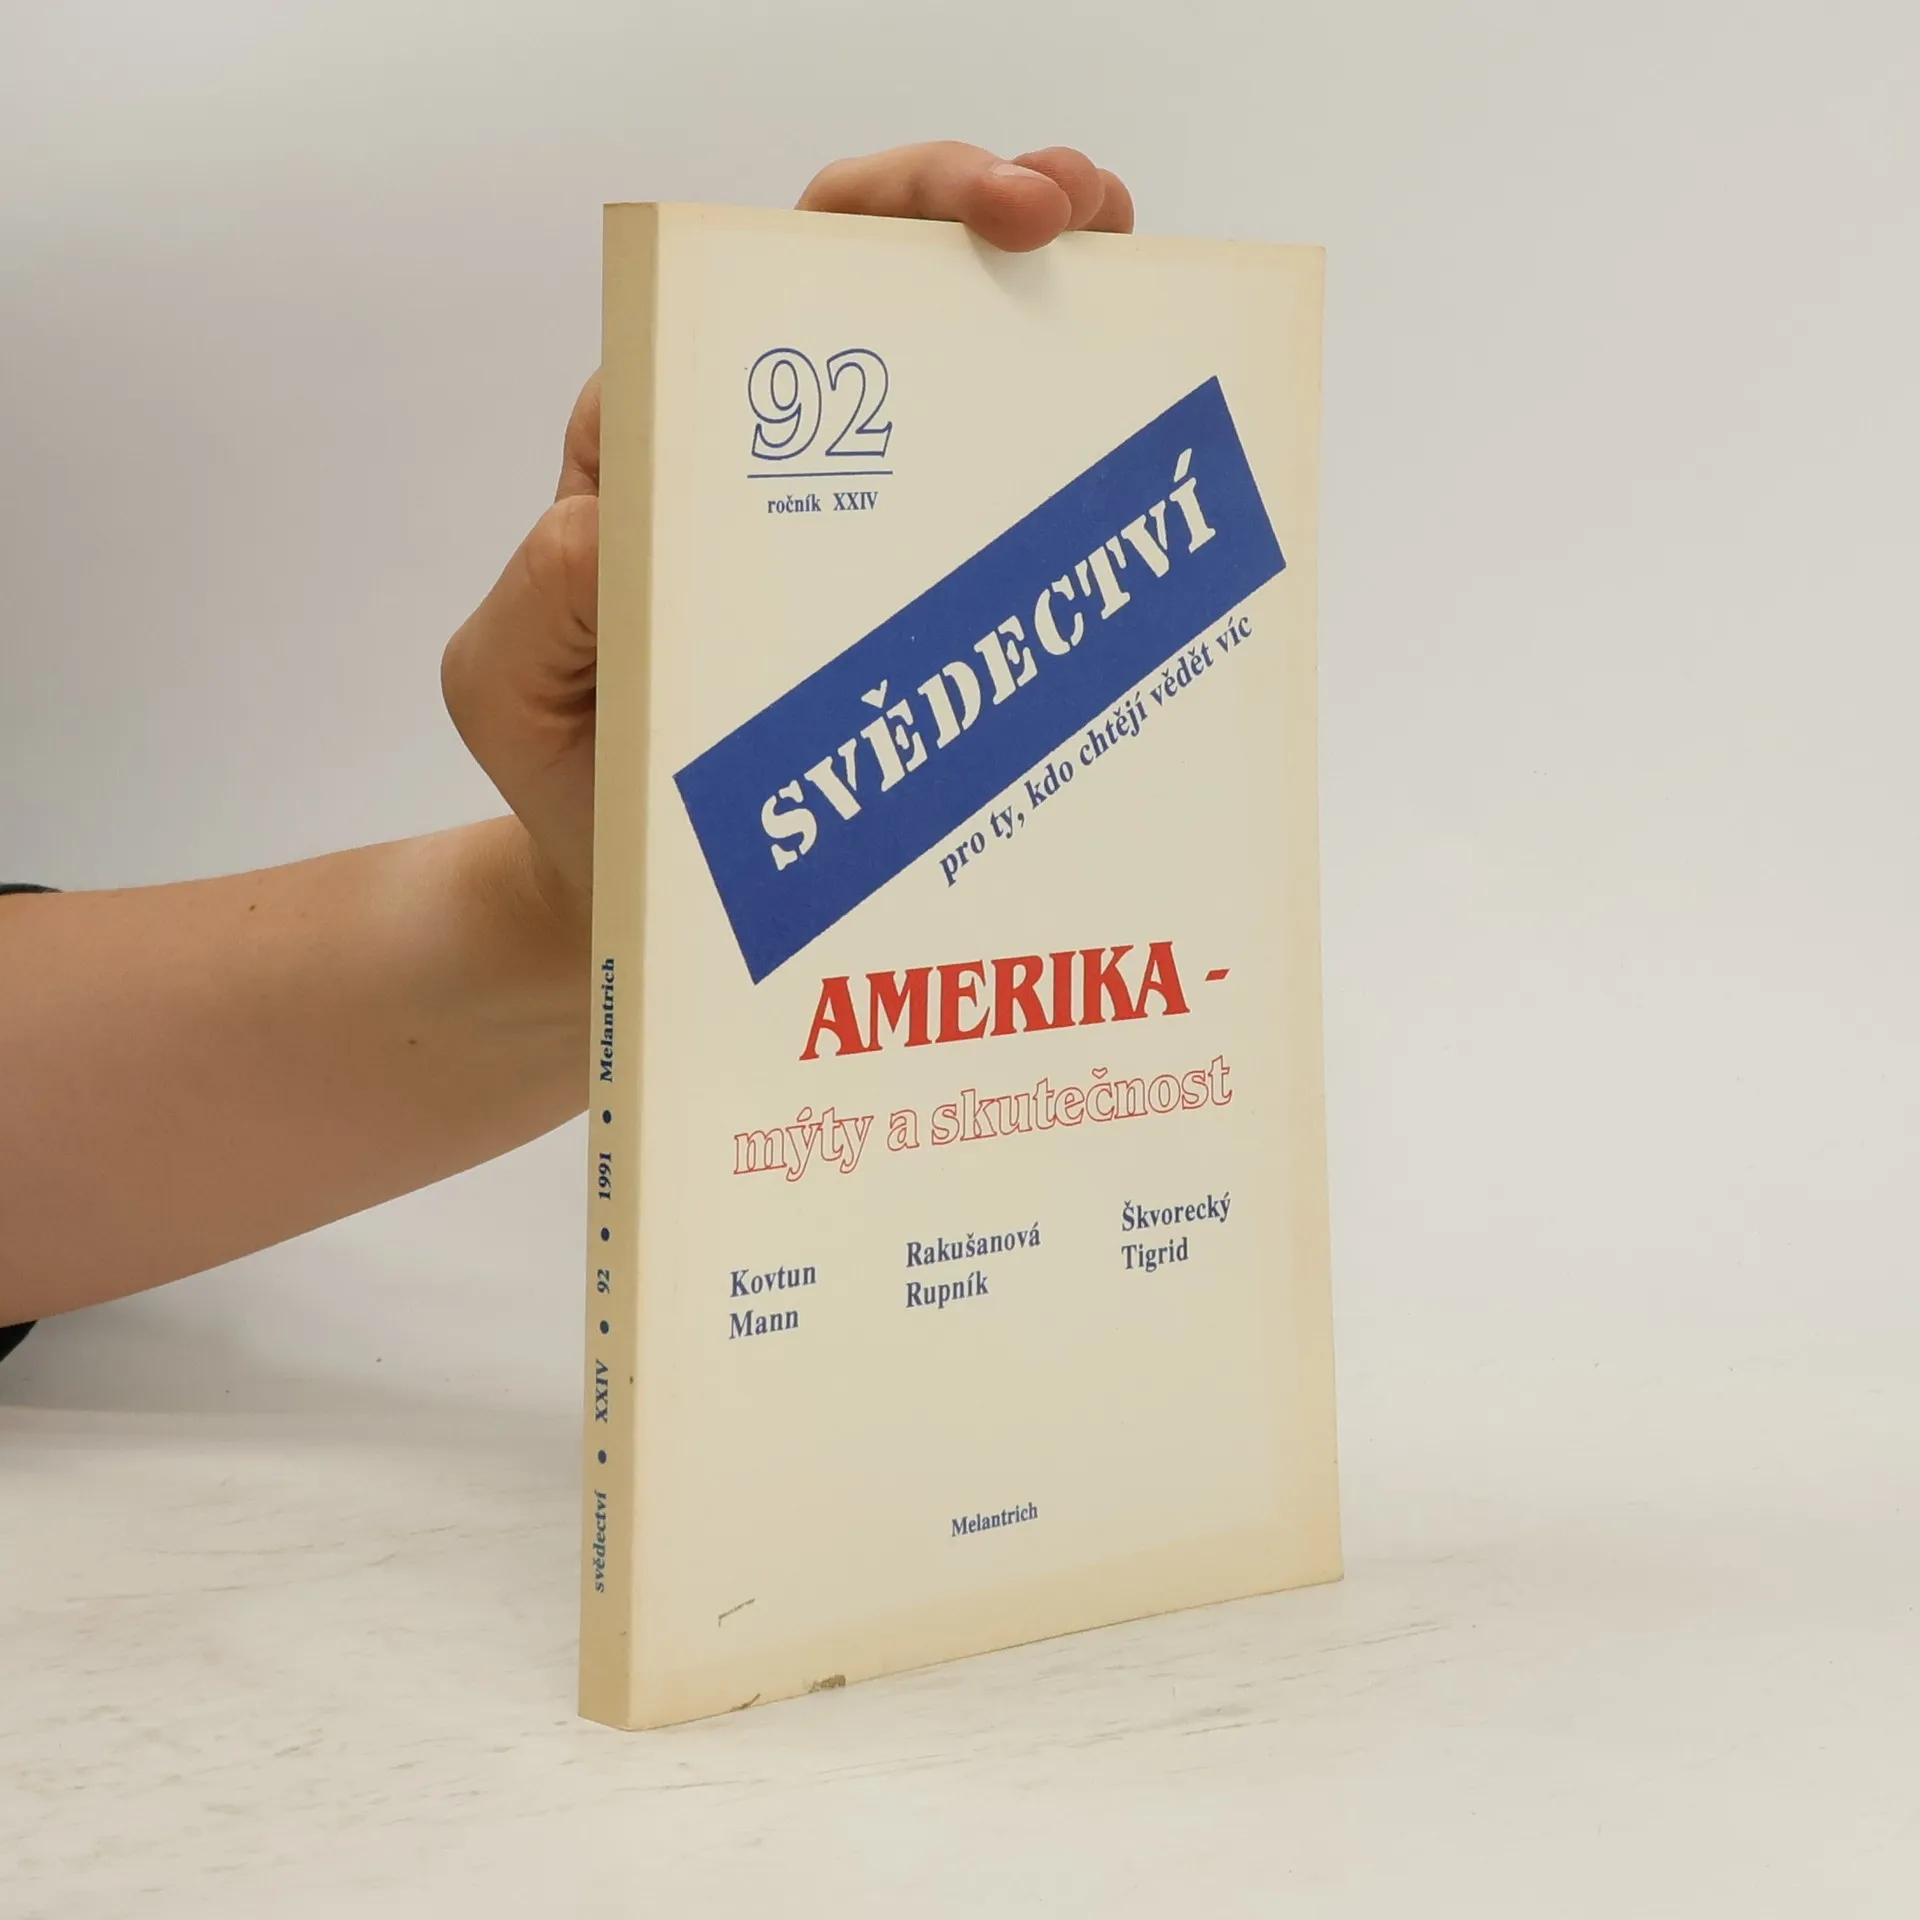 92
ročník XXIV
SVĚDECTVÍ
pro ty, kdo chtějí vědět víc
AMERIKA -
mýty a skutečnost
Kovtun
Mann
Rakušanová
Rupník
Škvorecký
Tigrid
Melantrich
svědectví • XXIV • 92 • 1991 • Melantrich